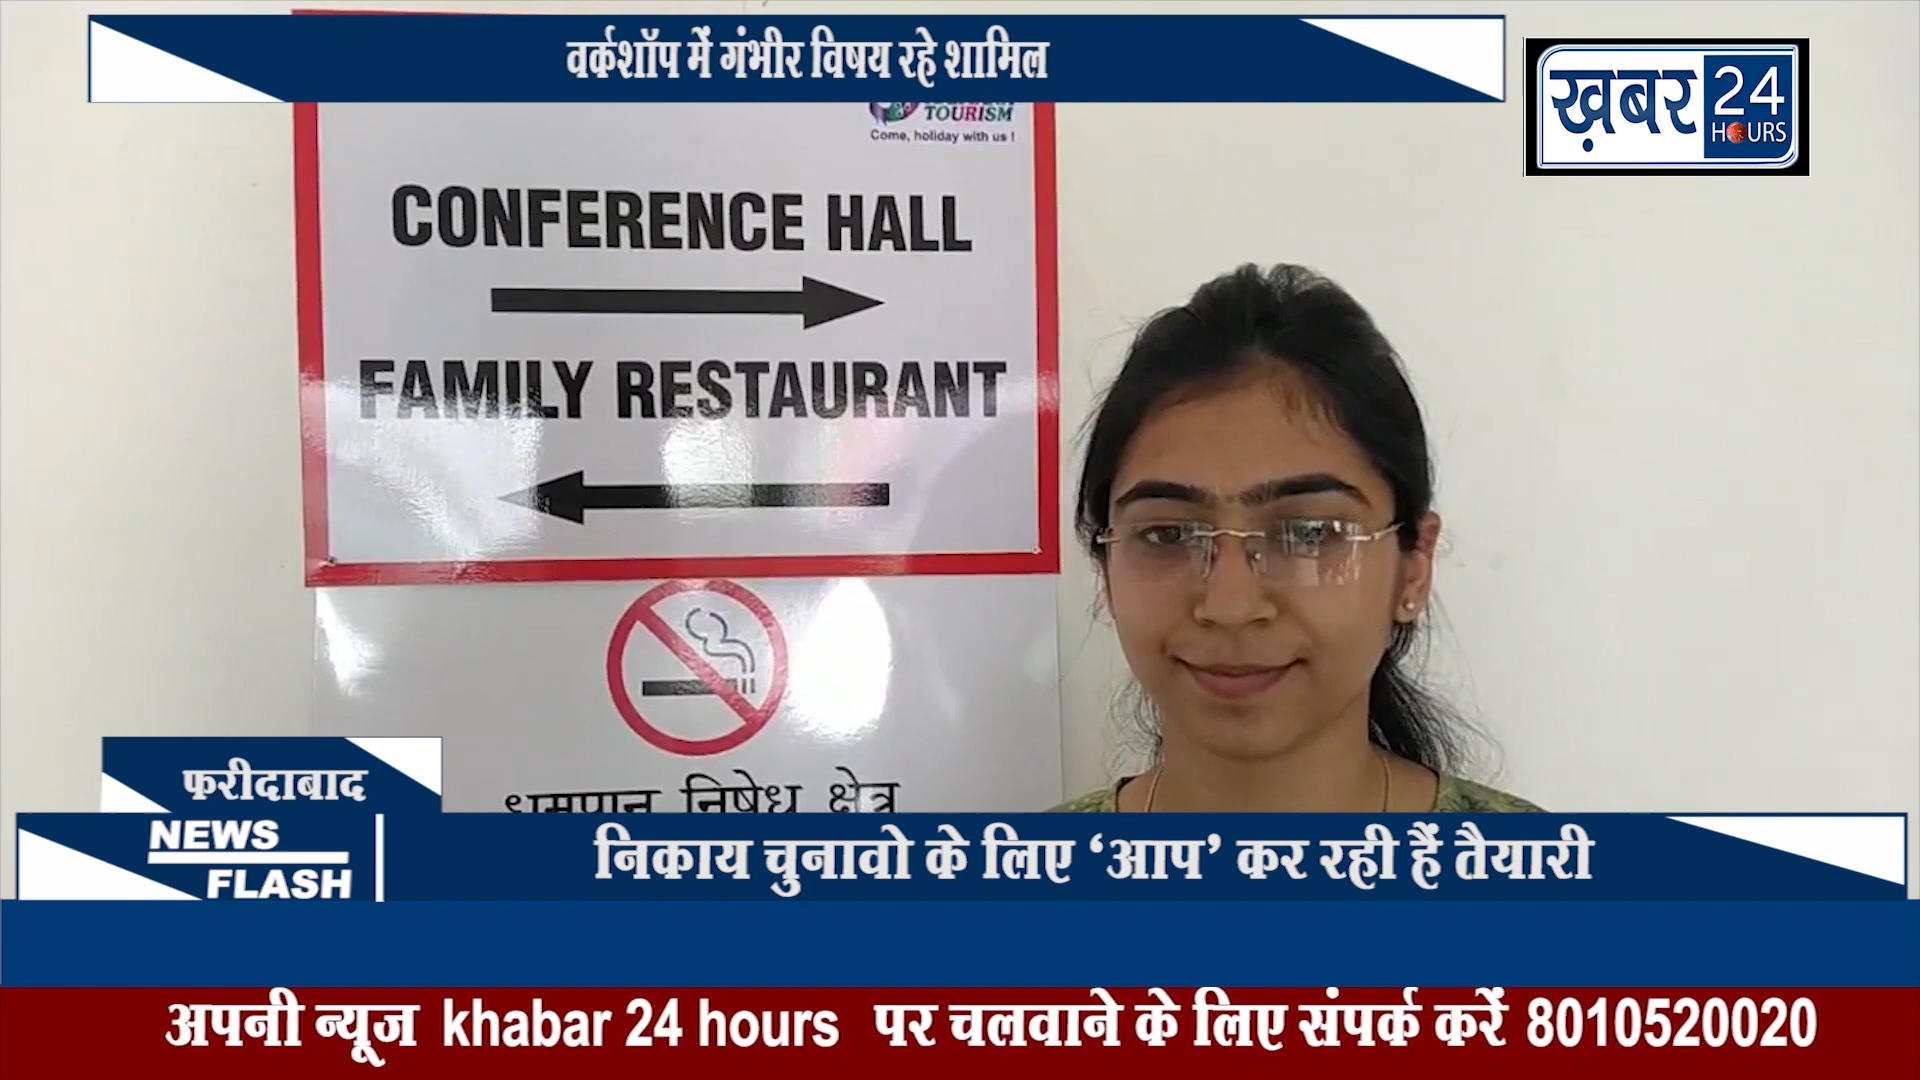 वर्कशॉप में गंभीर विषय रहे शामिल
ख़बर 24 HOURS
TOURISM
Come, holiday with us !
CONFERENCE HALL
FAMILY RESTAURANT
धूम्रपान निषेध क्षेत्र
फरीदाबाद
NEWS FLASH
निकाय चुनावो के लिए ‘आप’ कर रही हैं तैयारी
अपनी न्यूज khabar 24 hours पर चलवाने के लिए संपर्क करें 8010520020